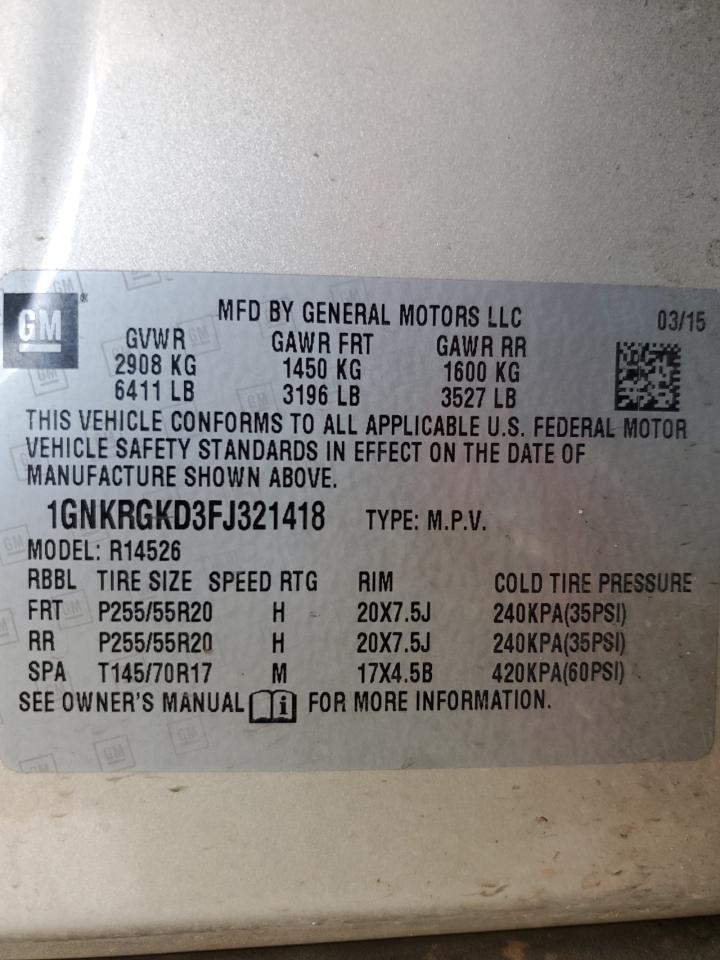 GM
MFD BY GENERAL MOTORS LLC
03/15
GVWR GAWR FRT GAWR RR
2908 KG 1450 KG 1600 KG
6411 LB 3196 LB 3527 LB
THIS VEHICLE CONFORMS TO ALL APPLICABLE U.S. FEDERAL MOTOR
VEHICLE SAFETY STANDARDS IN EFFECT ON THE DATE OF
MANUFACTURE SHOWN ABOVE.
1GNKRGKD3FJ321418 TYPE: M.P.V.
MODEL: R14526
RBBL TIRE SIZE SPEED RTG RIM COLD TIRE PRESSURE
FRT P255/55R20 H 20X7.5J 240KPA(35PSI)
RR P255/55R20 H 20X7.5J 240KPA(35PSI)
SPA T145/70R17 M 17X4.5B 420KPA(60PSI)
SEE OWNER'S MANUAL i FOR MORE INFORMATION.